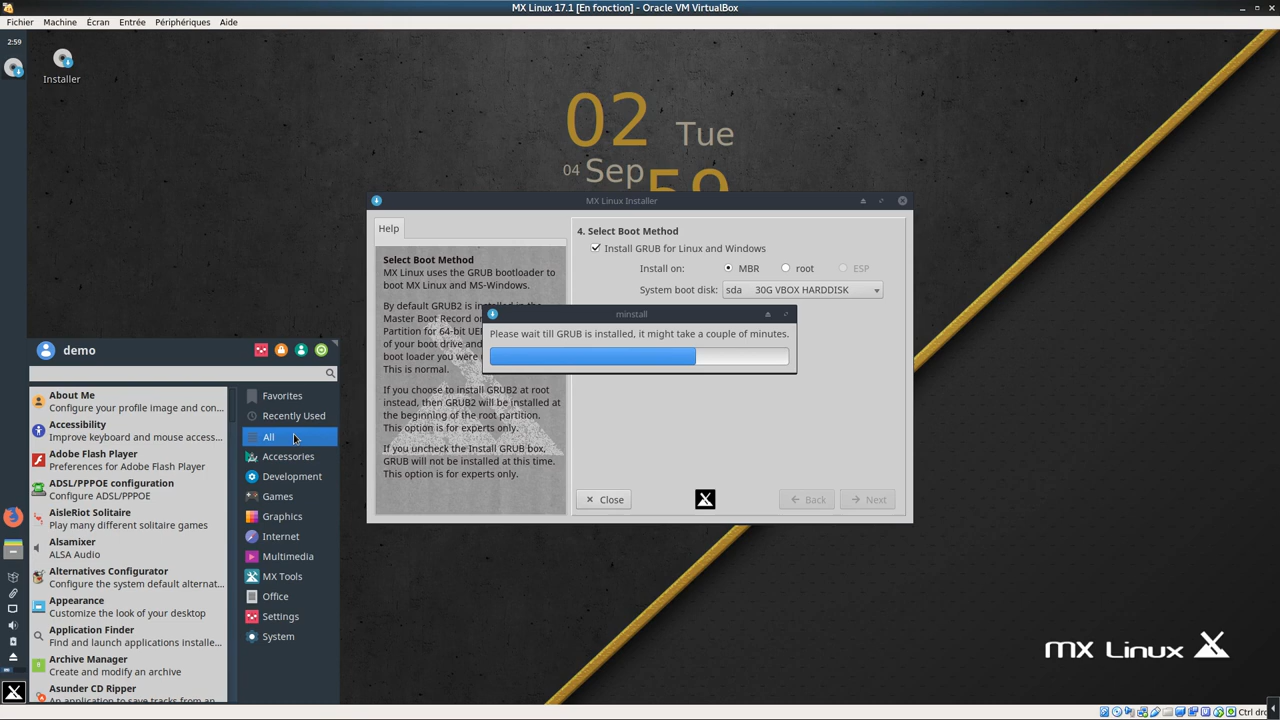 MX Linux 17.1 [En fonction] - Oracle VM VirtualBox
Fichier Machine Écran Entrée Périphériques Aide
2:59
Installer
02 Tue
04 Sep 59
MX Linux Installer
Help
Select Boot Method
MX Linux uses the GRUB bootloader to
boot MX Linux and MS-Windows.
By default GRUB2 is installed in the
Master Boot Record or
Partition for 64-bit UEF
of your boot drive and
boot loader you were u
This is normal.
If you choose to install GRUB2 at root
instead, then GRUB2 will be installed at
the beginning of the root partition.
This option is for experts only.
If you uncheck the Install GRUB box,
GRUB will not be installed at this time.
This option is for experts only.
4. Select Boot Method
Install GRUB for Linux and Windows
Install on: MBR root ESP
System boot disk: sda 30G VBOX HARDDISK
minstall
Please wait till GRUB is installed, it might take a couple of minutes.
Close
Back
Next
demo
About Me
Configure your profile image and con...
Accessibility
Improve keyboard and mouse access...
Adobe Flash Player
Preferences for Adobe Flash Player
ADSL/PPPOE configuration
Configure ADSL/PPPOE
AisleRiot Solitaire
Play many different solitaire games
Alsamixer
ALSA Audio
Alternatives Configurator
Configure the system default alternat...
Appearance
Customize the look of your desktop
Application Finder
Find and launch applications installe...
Archive Manager
Create and modify an archive
Asunder CD Ripper
An application to save tracks from an
Favorites
Recently Used
All
Accessories
Development
Games
Graphics
Internet
Multimedia
MX Tools
Office
Settings
System
MX Linux
Ctrl dro